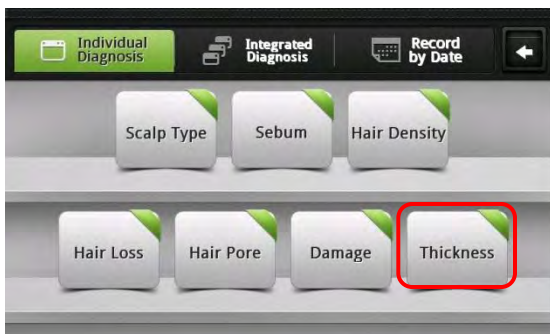 Individual
Diagnosis
Integrated
Diagnosis
Record
by Date
Scalp Type
Sebum
Hair Density
Hair Loss
Hair Pore
Damage
Thickness